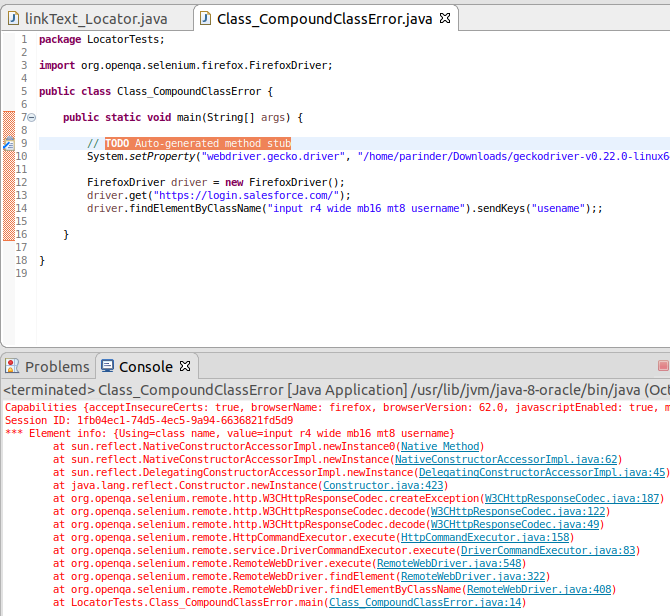 linkText_Locator.java Class_CompoundClassError.java
1 package LocatorTests;
2
3 import org.openqa.selenium.firefox.FirefoxDriver;
4
5 public class Class_CompoundClassError {
6
7 public static void main(String[] args) {
8
9 // TODO Auto-generated method stub
10 System.setProperty("webdriver.gecko.driver", "/home/parinder/Downloads/geckodriver-v0.22.0-linux6
11
12 FirefoxDriver driver = new FirefoxDriver();
13 driver.get("https://login.salesforce.com/");
14 driver.findElementByClassName("input r4 wide mb16 mt8 username").sendKeys("usename");;
15
16 }
17
18 }
19
Problems Console
<terminated> Class_CompoundClassError [Java Application] /usr/lib/jvm/java-8-oracle/bin/java (Oct
Capabilities {acceptInsecureCerts: true, browserName: firefox, browserVersion: 62.0, javascriptEnabled: true, m
Session ID: 1fb04ec1-74d5-4ec5-9a94-6636821fd5d9
*** Element info: {Using=class name, value=input r4 wide mb16 mt8 username}
at sun.reflect.NativeConstructorAccessorImpl.newInstance0(Native Method)
at sun.reflect.NativeConstructorAccessorImpl.newInstance(NativeConstructorAccessorImpl.java:62)
at sun.reflect.DelegatingConstructorAccessorImpl.newInstance(DelegatingConstructorAccessorImpl.java:45)
at java.lang.reflect.Constructor.newInstance(Constructor.java:423)
at org.openqa.selenium.remote.http.W3CHttpResponseCodec.createException(W3CHttpResponseCodec.java:187)
at org.openqa.selenium.remote.http.W3CHttpResponseCodec.decode(W3CHttpResponseCodec.java:122)
at org.openqa.selenium.remote.http.W3CHttpResponseCodec.decode(W3CHttpResponseCodec.java:49)
at org.openqa.selenium.remote.HttpCommandExecutor.execute(HttpCommandExecutor.java:158)
at org.openqa.selenium.remote.service.DriverCommandExecutor.execute(DriverCommandExecutor.java:83)
at org.openqa.selenium.remote.RemoteWebDriver.execute(RemoteWebDriver.java:548)
at org.openqa.selenium.remote.RemoteWebDriver.findElement(RemoteWebDriver.java:322)
at org.openqa.selenium.remote.RemoteWebDriver.findElementByClassName(RemoteWebDriver.java:408)
at LocatorTests.Class_CompoundClassError.main(Class_CompoundClassError.java:14)